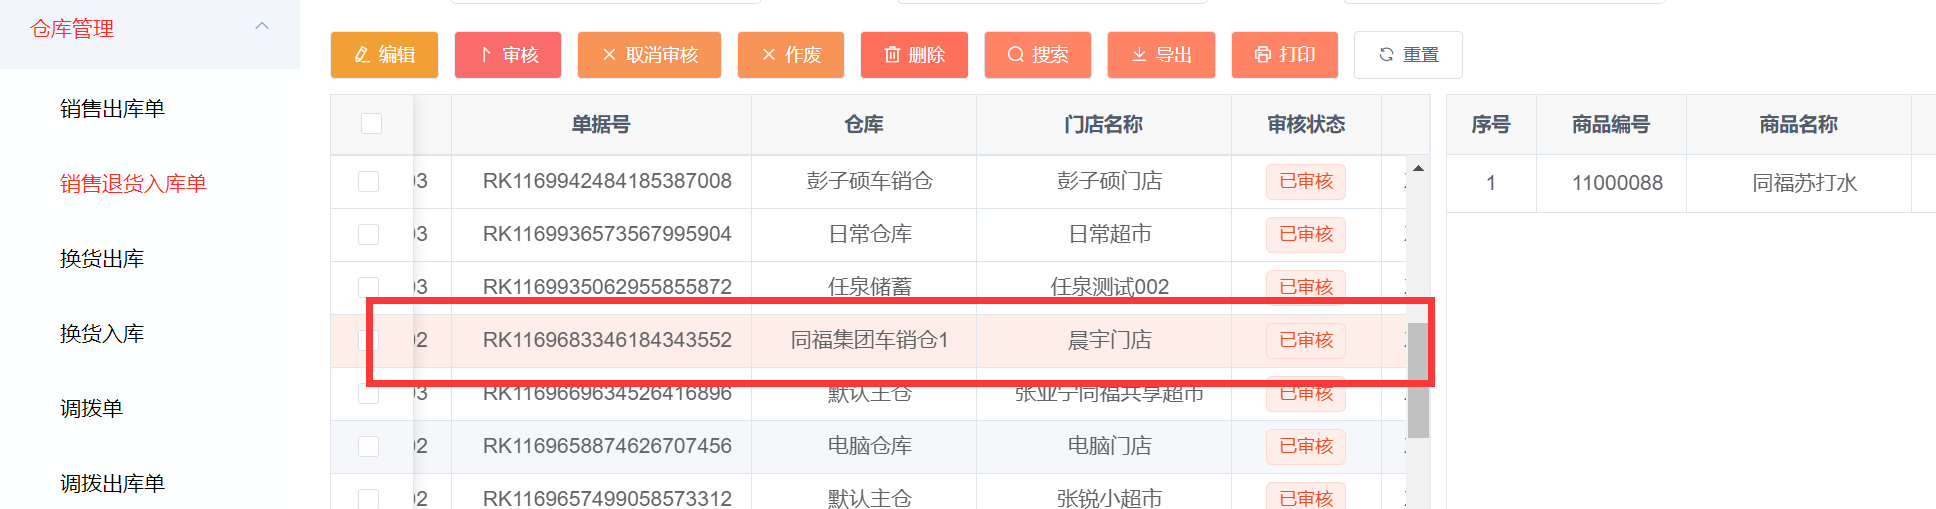 仓库管理
销售出库单
销售退货入库单
换货出库
换货入库
调拨单
调拨出库单
编辑 审核 取消审核 作废 删除 搜索 导出 打印 重置
单据号 仓库 门店名称 审核状态
03 RK1169942484185387008 彭子硕车销仓 彭子硕门店 已审核
03 RK1169936573567995904 日常仓库 日常超市 已审核
03 RK1169935062955855872 任泉储蓄 任泉测试002 已审核
02 RK1169683346184343552 同福集团车销仓1 晨宇门店 已审核
03 RK1169669634526416896 默认主仓 张业宁同福共享超市 已审核
02 RK1169658874626707456 电脑仓库 电脑门店 已审核
02 RK1169657499058573312 默认主仓 张锐小超市 已审核
序号 商品编号 商品名称
1 11000088 同福苏打水